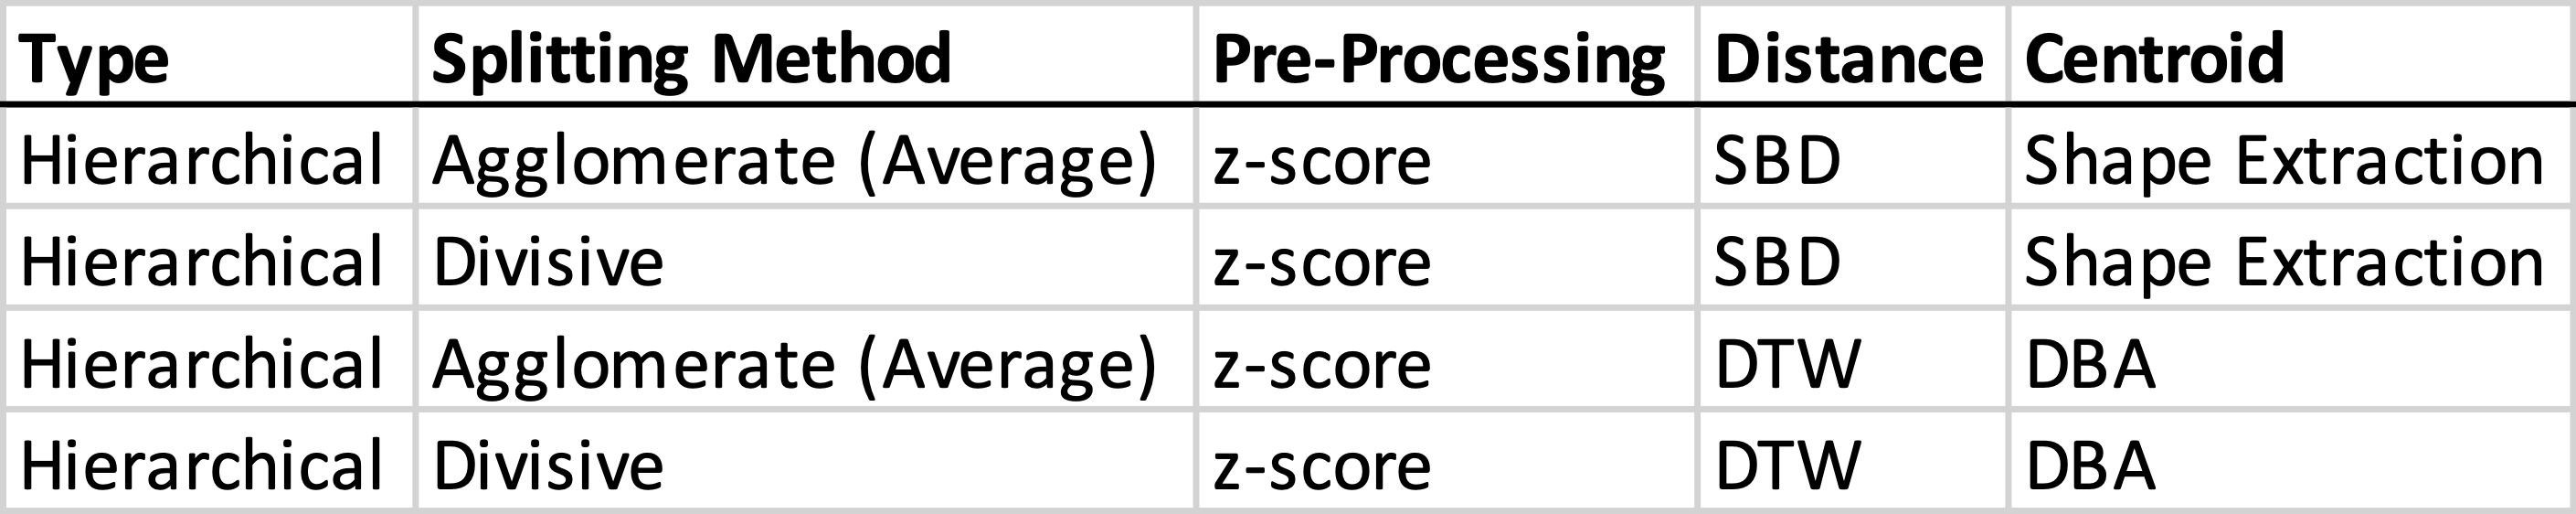 Type Splitting Method Pre-Processing Distance Centroid
Hierarchical Agglomerate (Average) z-score SBD Shape Extraction
Hierarchical Divisive z-score SBD Shape Extraction
Hierarchical Agglomerate (Average) z-score DTW DBA
Hierarchical Divisive z-score DTW DBA